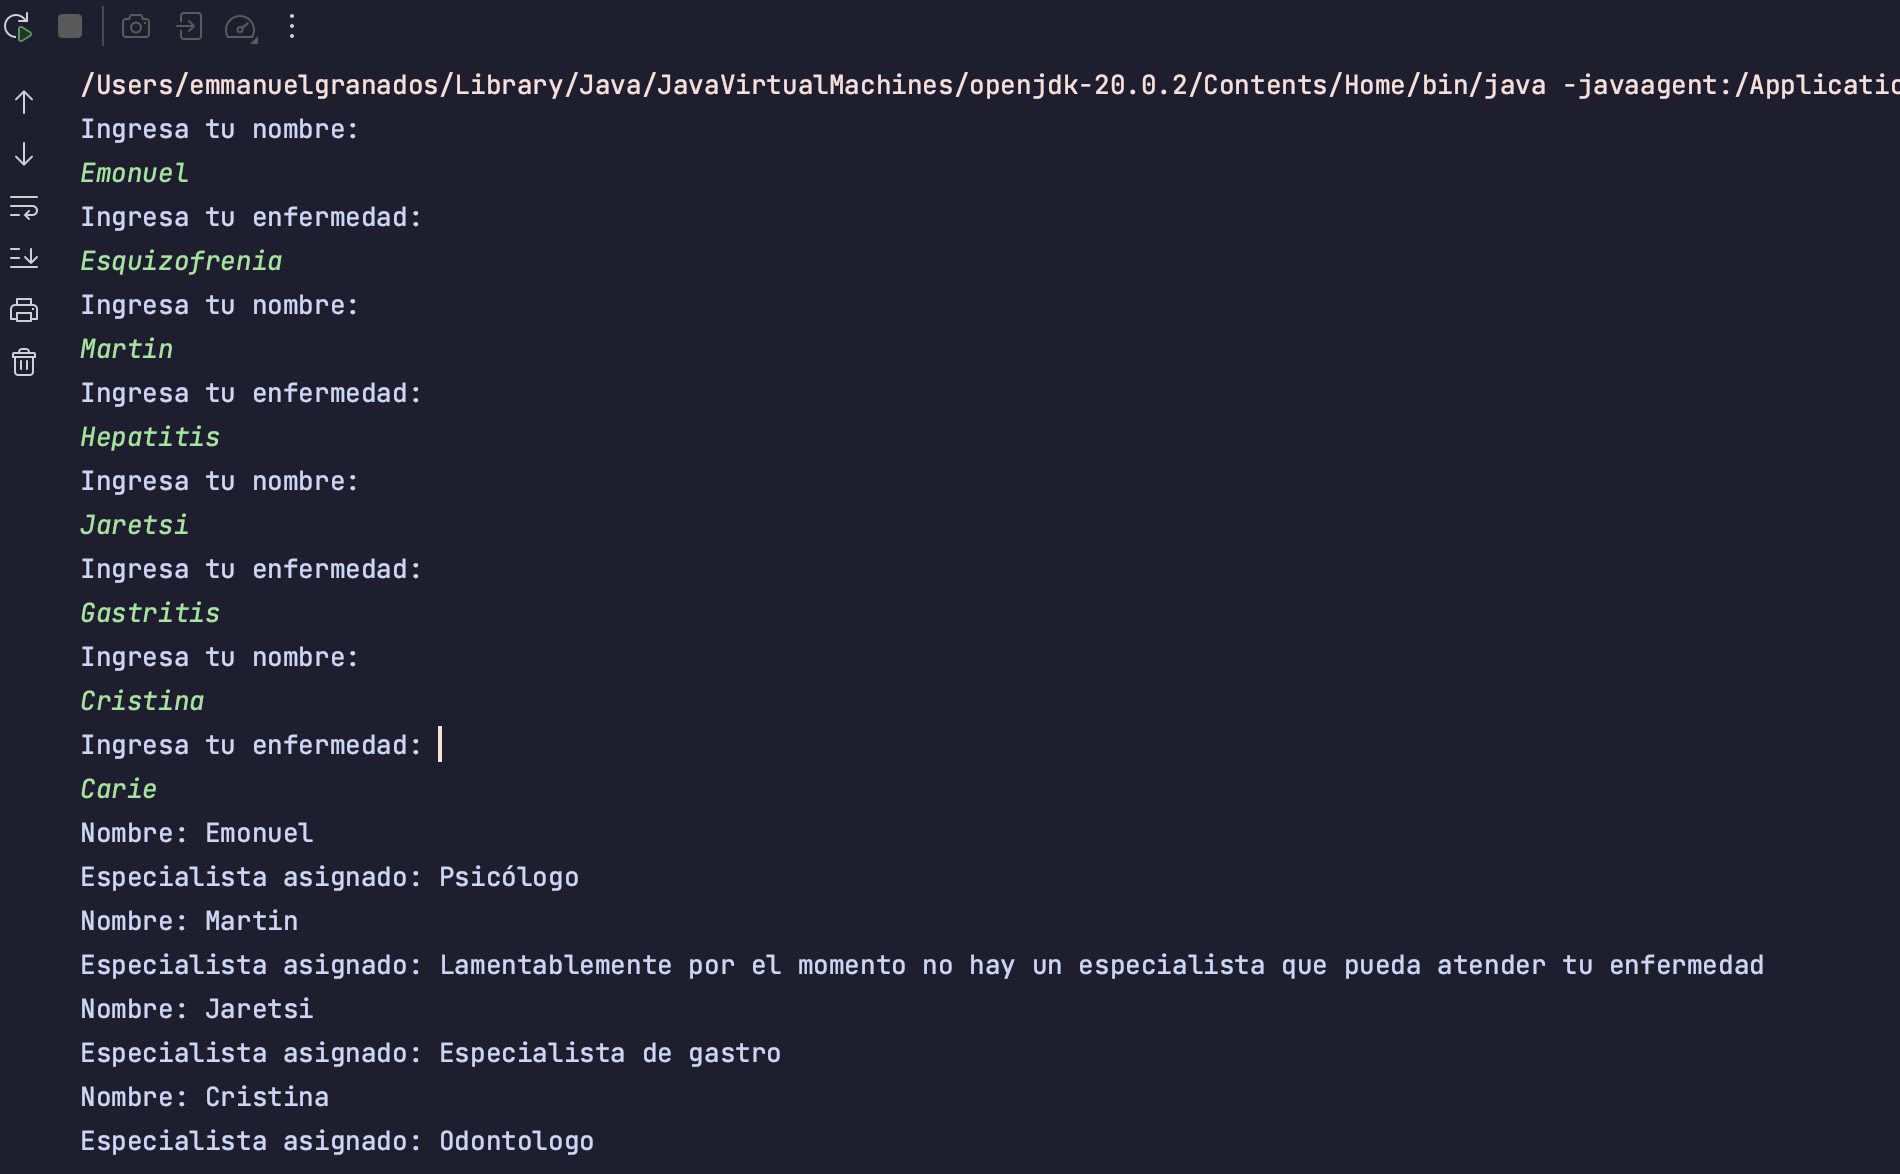 /Users/emmanuelgranados/Library/Java/JavaVirtualMachines/openjdk-20.0.2/Contents/Home/bin/java -javaagent:/Applicatio
Ingresa tu nombre:
Emonuel
Ingresa tu enfermedad:
Esquizofrenia
Ingresa tu nombre:
Martin
Ingresa tu enfermedad:
Hepatitis
Ingresa tu nombre:
Jaretsi
Ingresa tu enfermedad:
Gastritis
Ingresa tu nombre:
Cristina
Ingresa tu enfermedad:
Carie
Nombre: Emonuel
Especialista asignado: Psicólogo
Nombre: Martin
Especialista asignado: Lamentablemente por el momento no hay un especialista que pueda atender tu enfermedad
Nombre: Jaretsi
Especialista asignado: Especialista de gastro
Nombre: Cristina
Especialista asignado: Odontologo